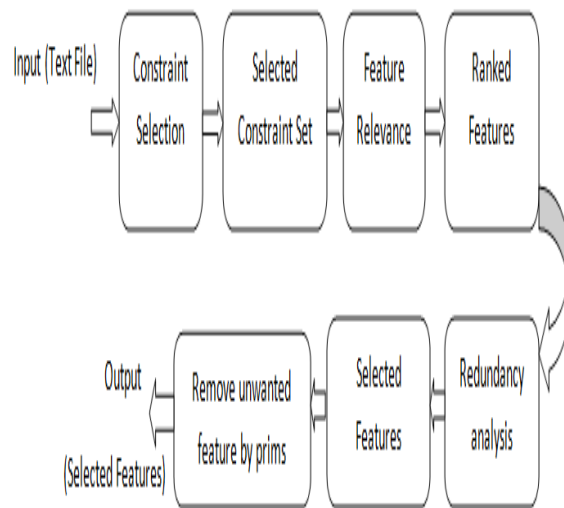 Input (Text File)
Constraint
Selection
Selected
Constraint Set
Feature
Relevance
Ranked
Features
Redundancy
analysis
Selected
Features
Remove unwanted
feature by prims
Output
(Selected Features)